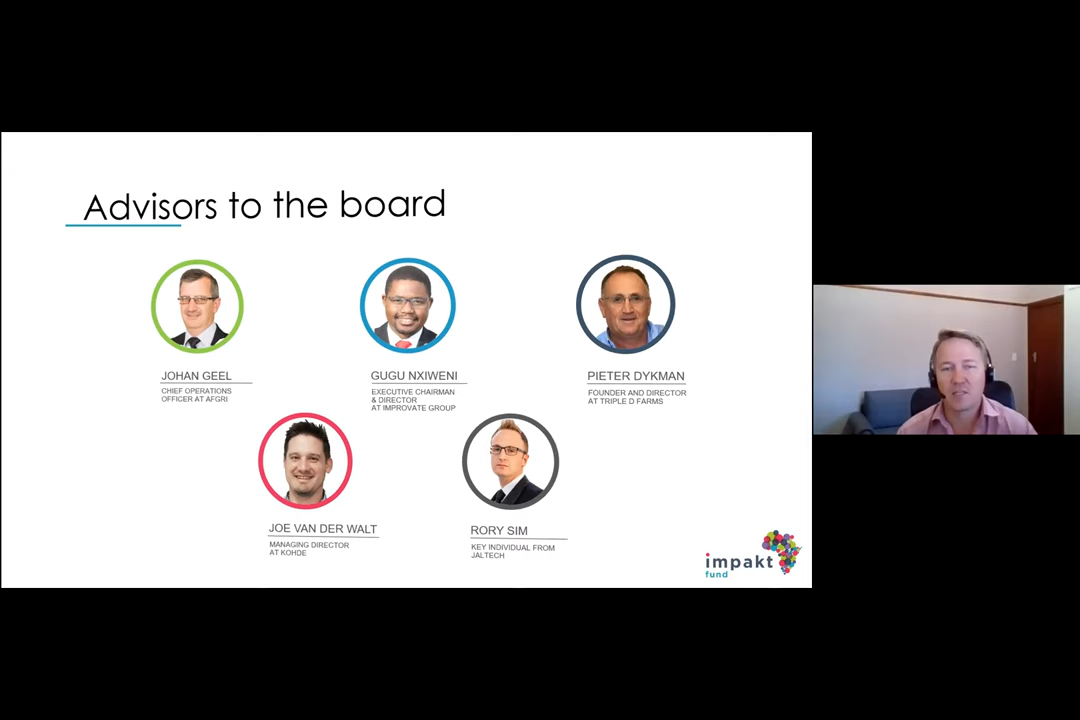 Advisors to the board
JOHAN GEEL
CHIEF OPERATIONS
OFFICER AT AFGRI
GUGU NXIWENI
EXECUTIVE CHAIRMAN
& DIRECTOR
AT IMPROVATE GROUP
PIETER DYKMAN
FOUNDER AND DIRECTOR
AT TRIPLE D FARMS
JOE VAN DER WALT
MANAGING DIRECTOR
AT KOHDE
RORY SIM
KEY INDIVIDUAL FROM
JALTECH
impakt
fund